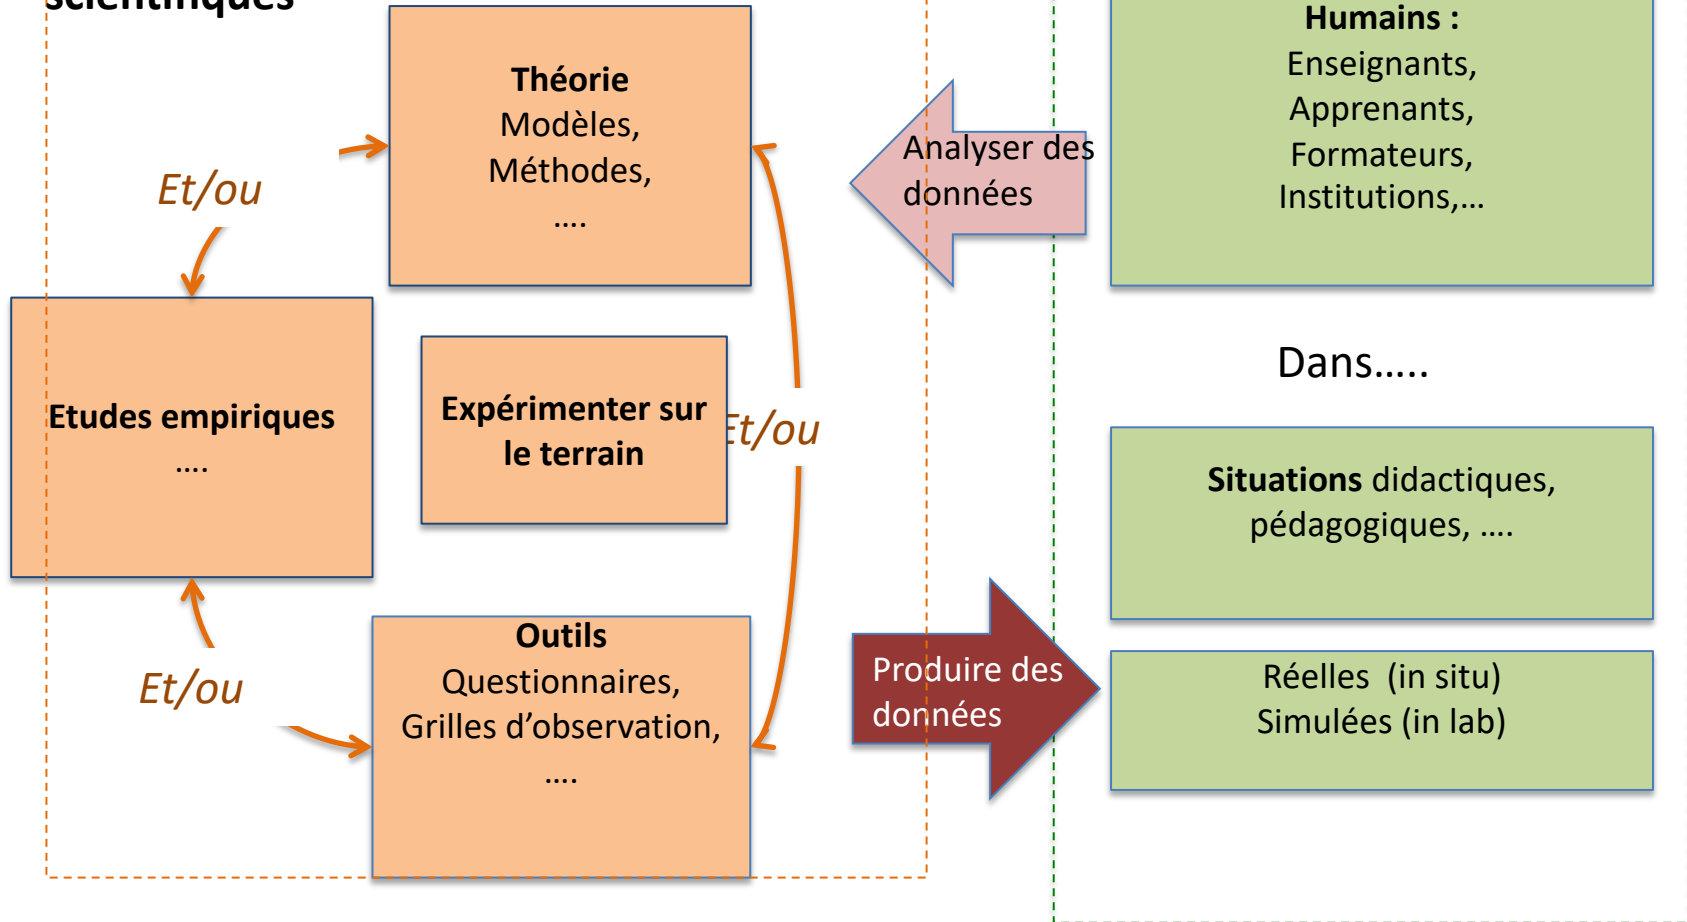 scientifiques
Théorie
Modèles,
Méthodes,
....
Et/ou
Etudes empiriques
....
Expérimenter sur
le terrain
Et/ou
Et/ou
Outils
Questionnaires,
Grilles d’observation,
....
Analyser des
données
Produire des
données
Humains :
Enseignants,
Apprenants,
Formateurs,
Institutions,...
Dans.....
Situations didactiques,
pédagogiques, ....
Réelles (in situ)
Simulées (in lab)